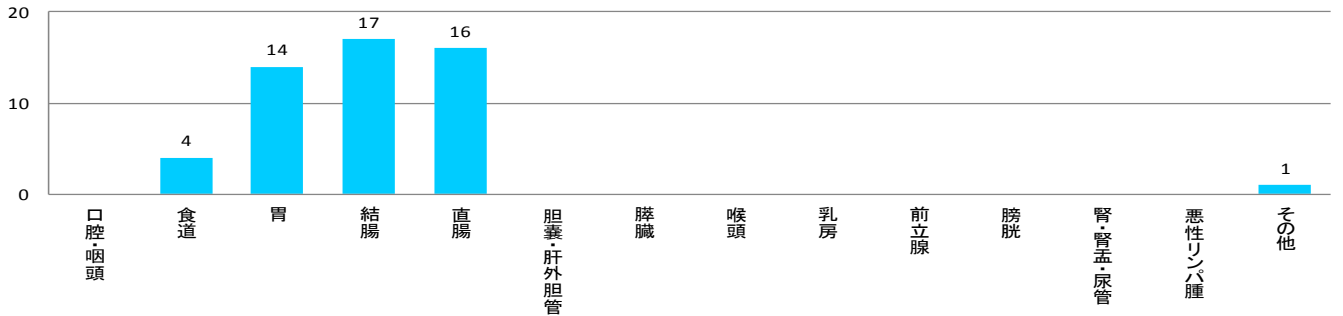 20
10
0
4
14
17
16
1
口腔・咽頭
食道
胃
結腸
直腸
胆嚢・肝外胆管
膵臓
喉頭
乳房
前立腺
膀胱
腎・腎盂・尿管
悪性リンパ腫
その他